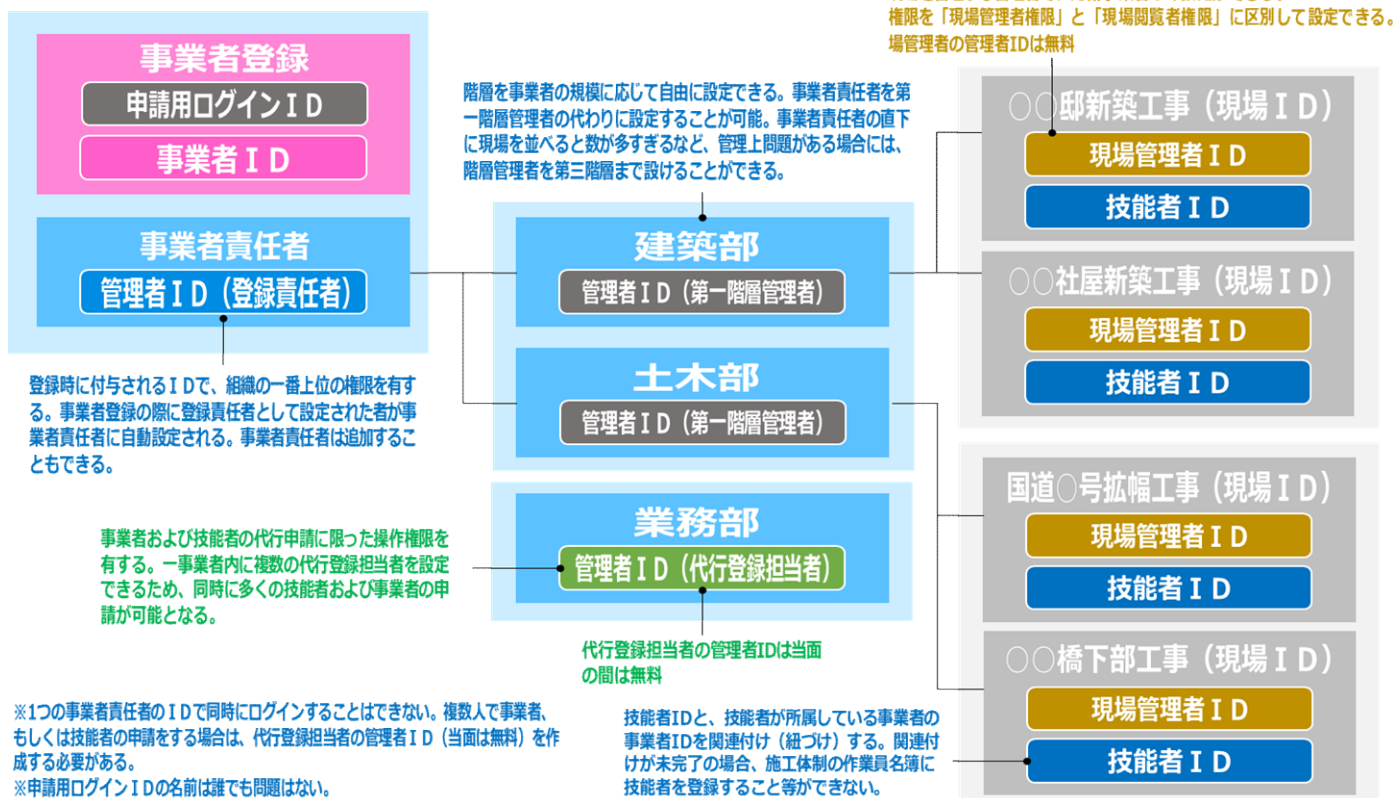 権限を「現場管理者権限」と「現場閲覧者権限」に区別して設定できる。
場管理者の管理者IDは無料
事業者登録
申請用ログインＩＤ
事業者ＩＤ
事業者責任者
管理者ＩＤ（登録責任者）
登録時に付与されるＩＤで、組織の一番上位の権限を有す
る。事業者登録の際に登録責任者として設定された者が事
業者責任者に自動設定される。事業者責任者は追加するこ
ともできる。
階層を事業者の規模に応じて自由に設定できる。事業者責任者を第
一階層管理者の代わりに設定することが可能。事業者責任者の直下
に現場を並べると数が多すぎるなど、管理上問題がある場合には、
階層管理者を第三階層まで設けることができる。
建築部
管理者ＩＤ（第一階層管理者）
土木部
管理者ＩＤ（第一階層管理者）
業務部
管理者ＩＤ（代行登録担当者）
事業者および技能者の代行申請に限った操作権限を
有する。一事業者内に複数の代行登録担当者を設定
できるため、同時に多くの技能者および事業者の申
請が可能となる。
代行登録担当者の管理者IDは当面
の間は無料
○○邸新築工事（現場ＩＤ）
現場管理者ＩＤ
技能者ＩＤ
○○社屋新築工事（現場ＩＤ）
現場管理者ＩＤ
技能者ＩＤ
国道○号拡幅工事（現場ＩＤ）
現場管理者ＩＤ
技能者ＩＤ
○○橋下部工事（現場ＩＤ）
現場管理者ＩＤ
技能者ＩＤ
技能者IDと、技能者が所属している事業者の
事業者IDを関連付け（紐づけ）する。関連付
けが未完了の場合、施工体制の作業員名簿に
技能者を登録すること等ができない。
※1つの事業者責任者のＩＤで同時にログインすることはできない。複数人で事業者、
もしくは技能者の申請をする場合は、代行登録担当者の管理者ＩＤ（当面は無料）を作
成する必要がある。
※申請用ログインＩＤの名前は誰でも問題はない。